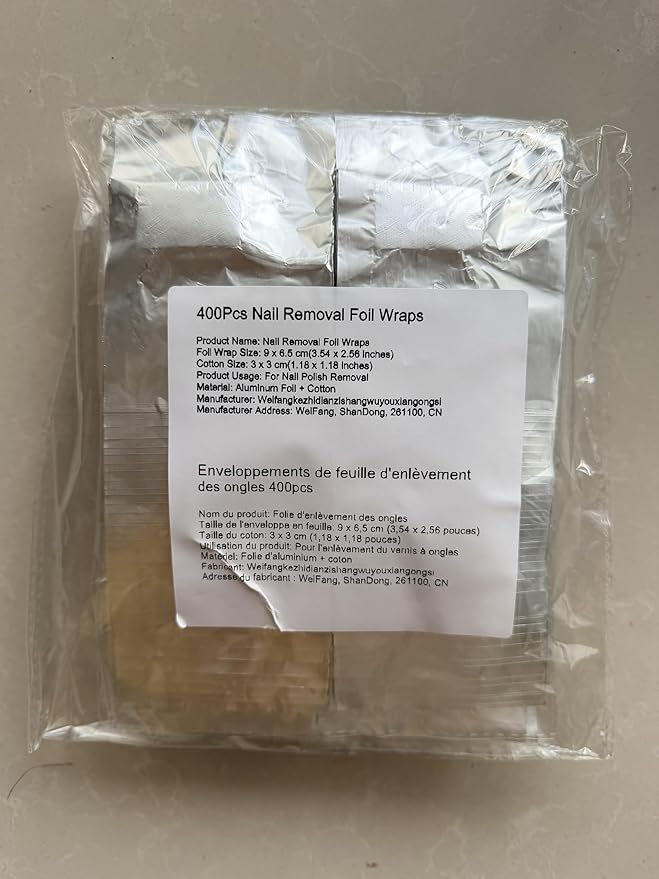 400Pcs Nail Removal Foil Wraps
Product Name: Nail Removal Foil Wraps
Foil Wrap Size: 9 x 6.5 cm(3.54 x 2.56 inches)
Cotton Size: 3 x 3 cm(1.18 x 1.18 inches)
Product Usage: For Nail Polish Removal
Material: Aluminum Foil + Cotton
Manufacturer: Weifangkezhidianzishangwuyouxiangongsi
Manufacturer Address: WeiFang, ShanDong, 261100, CN
Enveloppements de feuille d'enlèvement
des ongles 400pcs
Nom du produit: Folie d'enlèvement des ongles
Taille de l'enveloppe en feuille: 9 x 6,5 cm (3,54 x 2,56 pouces)
Taille du coton: 3 x 3 cm (1,18 x 1,18 pouces)
Utilisation du produit: Pour l'enlèvement du vernis à ongles
Matériel: Folie d'aluminium + coton
Fabricant: Weifangkezhidianzishangwuyouxiangongsi
Adresse du fabricant : WeiFang, ShanDong, 261100, CN